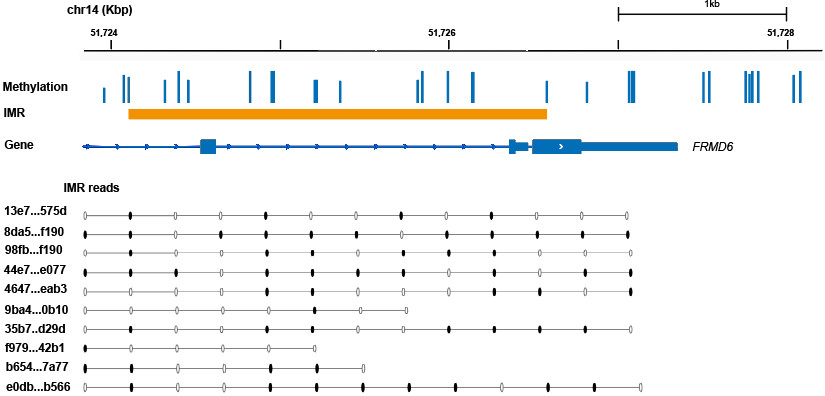 chr14 (Kbp)
1kb
51,724
51,726
51,728
Methylation
IMR
Gene
FRMD6
IMR reads
13e7...575d
8da5...f190
98fb...f190
44e7...e077
4647...eab3
9ba4...0b10
35b7..d29d
f979...42b1
b654...7a77
e0db...b566